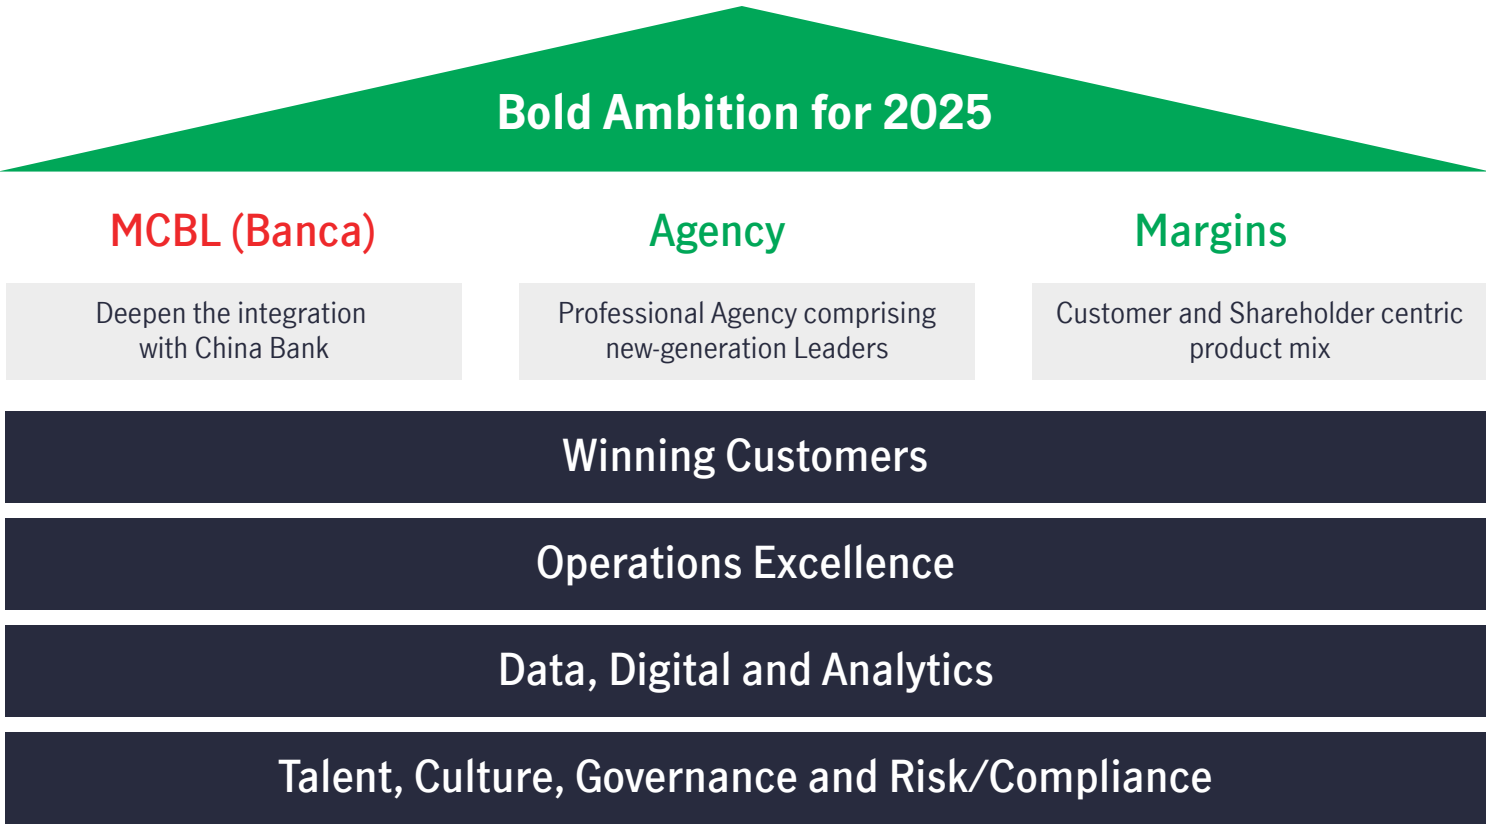 Bold Ambition for 2025
MCBL (Banca)
Deepen the integration
with China Bank
Agency
Professional Agency comprising
new-generation Leaders
Margins
Customer and Shareholder centric
product mix
Winning Customers
Operations Excellence
Data, Digital and Analytics
Talent, Culture, Governance and Risk/Compliance